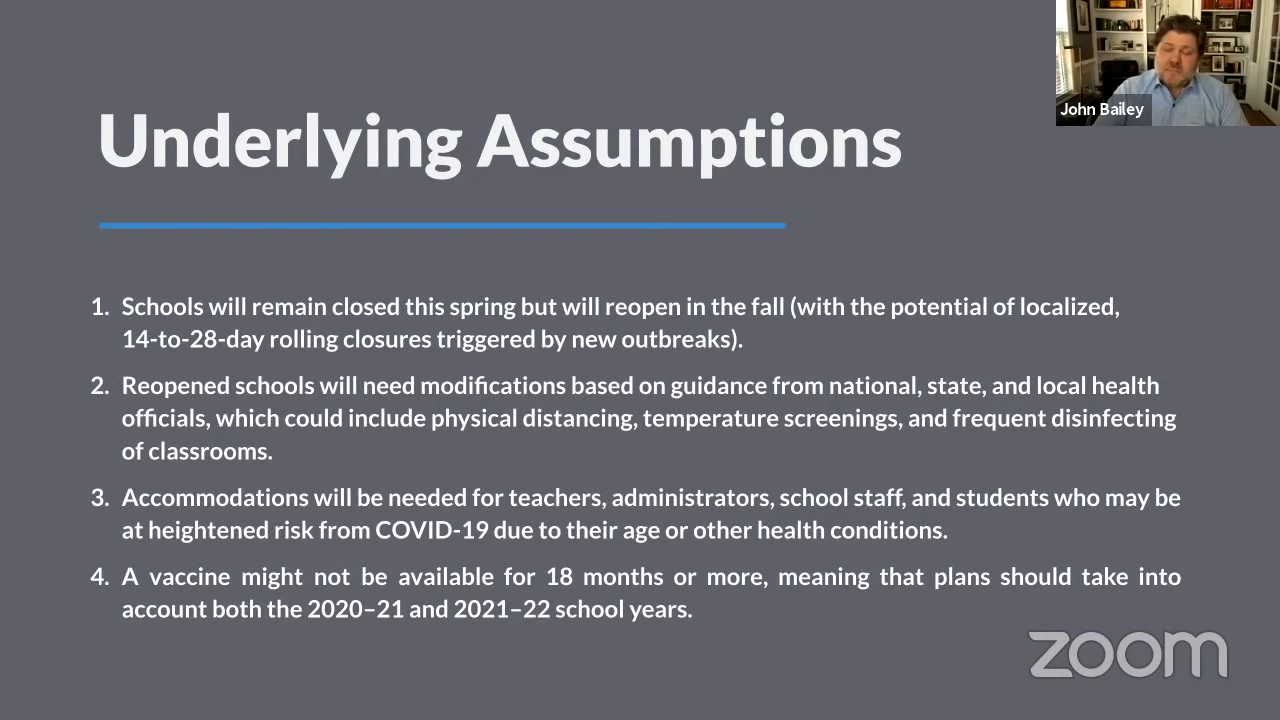 John Bailey
Underlying Assumptions
1. Schools will remain closed this spring but will reopen in the fall (with the potential of localized,
14-to-28-day rolling closures triggered by new outbreaks).
2. Reopened schools will need modifications based on guidance from national, state, and local health
officials, which could include physical distancing, temperature screenings, and frequent disinfecting
of classrooms.
3. Accommodations will be needed for teachers, administrators, school staff, and students who may be
at heightened risk from COVID-19 due to their age or other health conditions.
4. A vaccine might not be available for 18 months or more, meaning that plans should take into
account both the 2020–21 and 2021–22 school years.
zoom